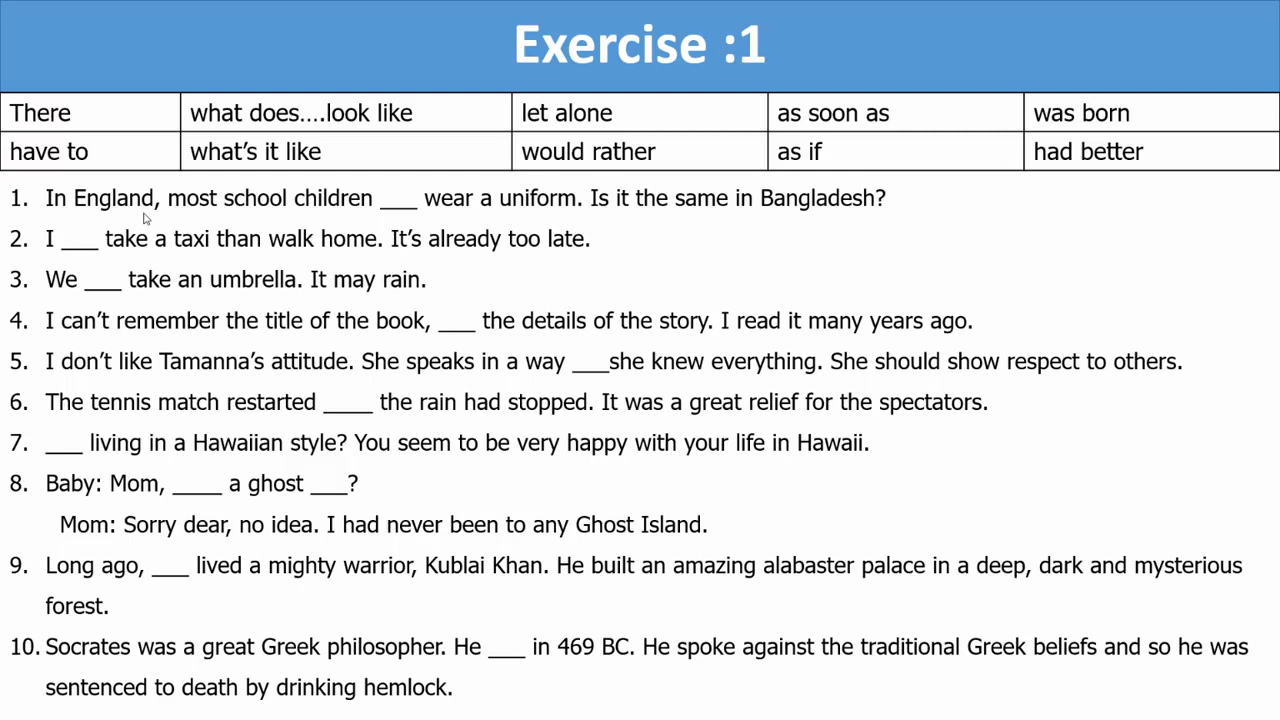 Exercise :1
There what does....look like let alone as soon as was born
have to what's it like would rather as if had better
1. In England, most school children ___ wear a uniform. Is it the same in Bangladesh?
2. I ___ take a taxi than walk home. It's already too late.
3. We ___ take an umbrella. It may rain.
4. I can't remember the title of the book, ___ the details of the story. I read it many years ago.
5. I don't like Tamanna's attitude. She speaks in a way ___she knew everything. She should show respect to others.
6. The tennis match restarted ____ the rain had stopped. It was a great relief for the spectators.
7. ___ living in a Hawaiian style? You seem to be very happy with your life in Hawaii.
8. Baby: Mom, ____ a ghost ___?
Mom: Sorry dear, no idea. I had never been to any Ghost Island.
9. Long ago, ___ lived a mighty warrior, Kublai Khan. He built an amazing alabaster palace in a deep, dark and mysterious
forest.
10. Socrates was a great Greek philosopher. He ___ in 469 BC. He spoke against the traditional Greek beliefs and so he was
sentenced to death by drinking hemlock.